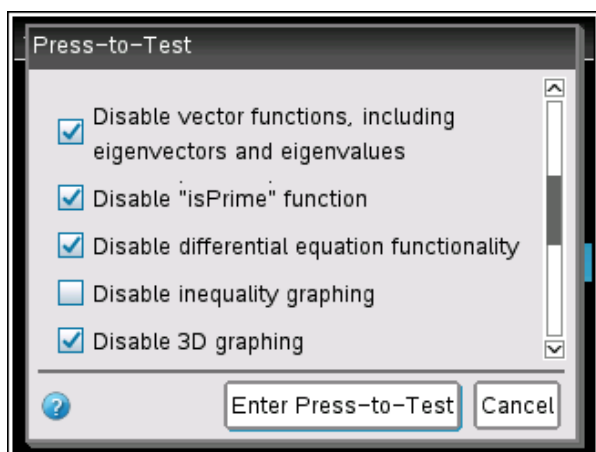 Press-to-Test
Disable vector functions, including
eigenvectors and eigenvalues
Disable "isPrime" function
Disable differential equation functionality
Disable inequality graphing
Disable 3D graphing
Enter Press-to-Test
Cancel